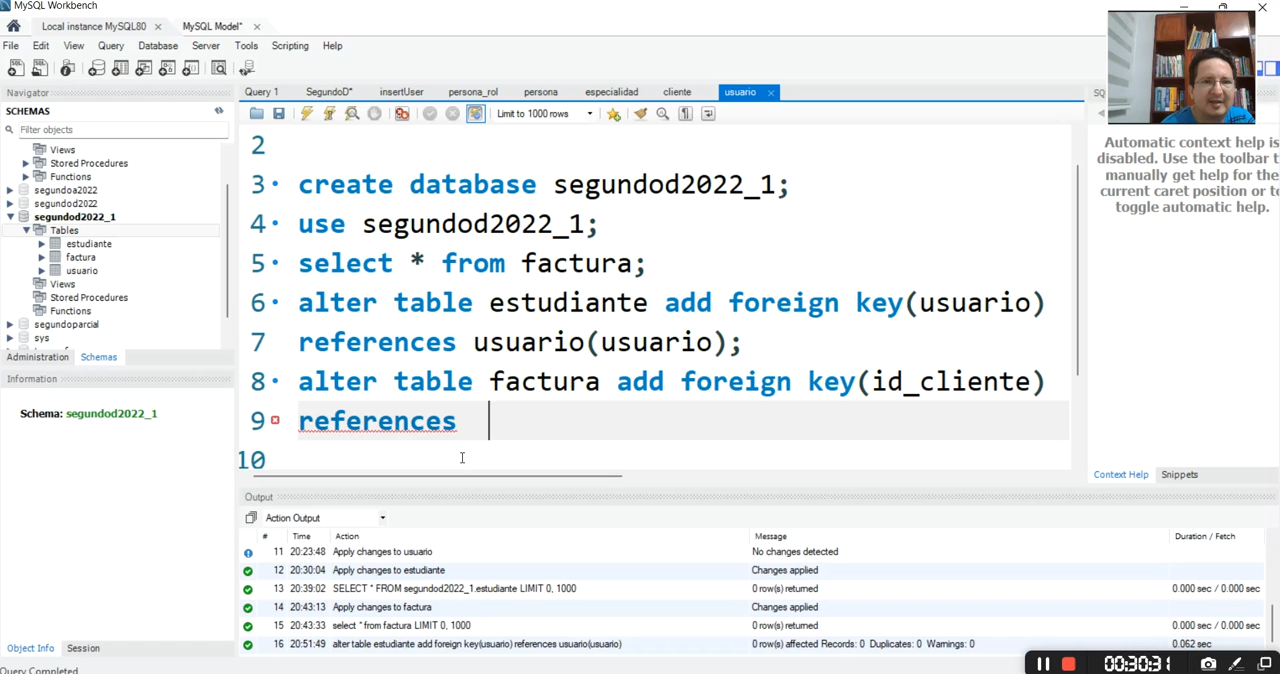 MySQL Workbench
Local instance MySQL80
MySQL Model*
File Edit View Query Database Server Tools Scripting Help
Navigator
SCHEMAS
Filter objects
Views
Stored Procedures
Functions
segundoa2022
segundod2022
segundod2022_1
Tables
estudiante
factura
usuario
Views
Stored Procedures
Functions
segundoparcial
sys
Administration Schemas
Information
Schema: segundod2022_1
Object Info Session
Query Completed
Query 1 SegundoD* insertUser persona_rol persona especialidad cliente usuario
Limit to 1000 rows
2
3 create database segundod2022_1;
4 use segundod2022_1;
5 select * from factura;
6 alter table estudiante add foreign key(usuario)
7 references usuario(usuario);
8 alter table factura add foreign key(id_cliente)
9 references
10
SQ
Automatic context help is
disabled. Use the toolbar t
manually get help for the
current caret position or to
toggle automatic help.
Context Help Snippets
Output
Action Output
# Time Action Message Duration / Fetch
11 20:23:48 Apply changes to usuario No changes detected
12 20:30:04 Apply changes to estudiante Changes applied
13 20:39:02 SELECT * FROM segundod2022_1.estudiante LIMIT 0, 1000 0 row(s) returned 0.000 sec / 0.000 sec
14 20:43:13 Apply changes to factura Changes applied
15 20:43:33 select * from factura LIMIT 0, 1000 0 row(s) returned 0.000 sec / 0.000 sec
16 20:51:49 alter table estudiante add foreign key(usuario) references usuario(usuario) 0 row(s) affected Records: 0 Duplicates: 0 Warnings: 0 0.062 sec
00:30:31